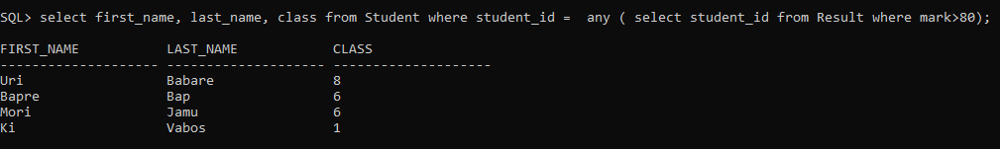 SQL> select first_name, last_name, class from Student where student_id =  any ( select student_id from Result where mark>80);
FIRST_NAME           LAST_NAME            CLASS
-------------------- -------------------- --------------------
Uri                  Babare               8
Bapre                Bap                  6
Mori                 Jamu                 6
Ki                   Vabos                1